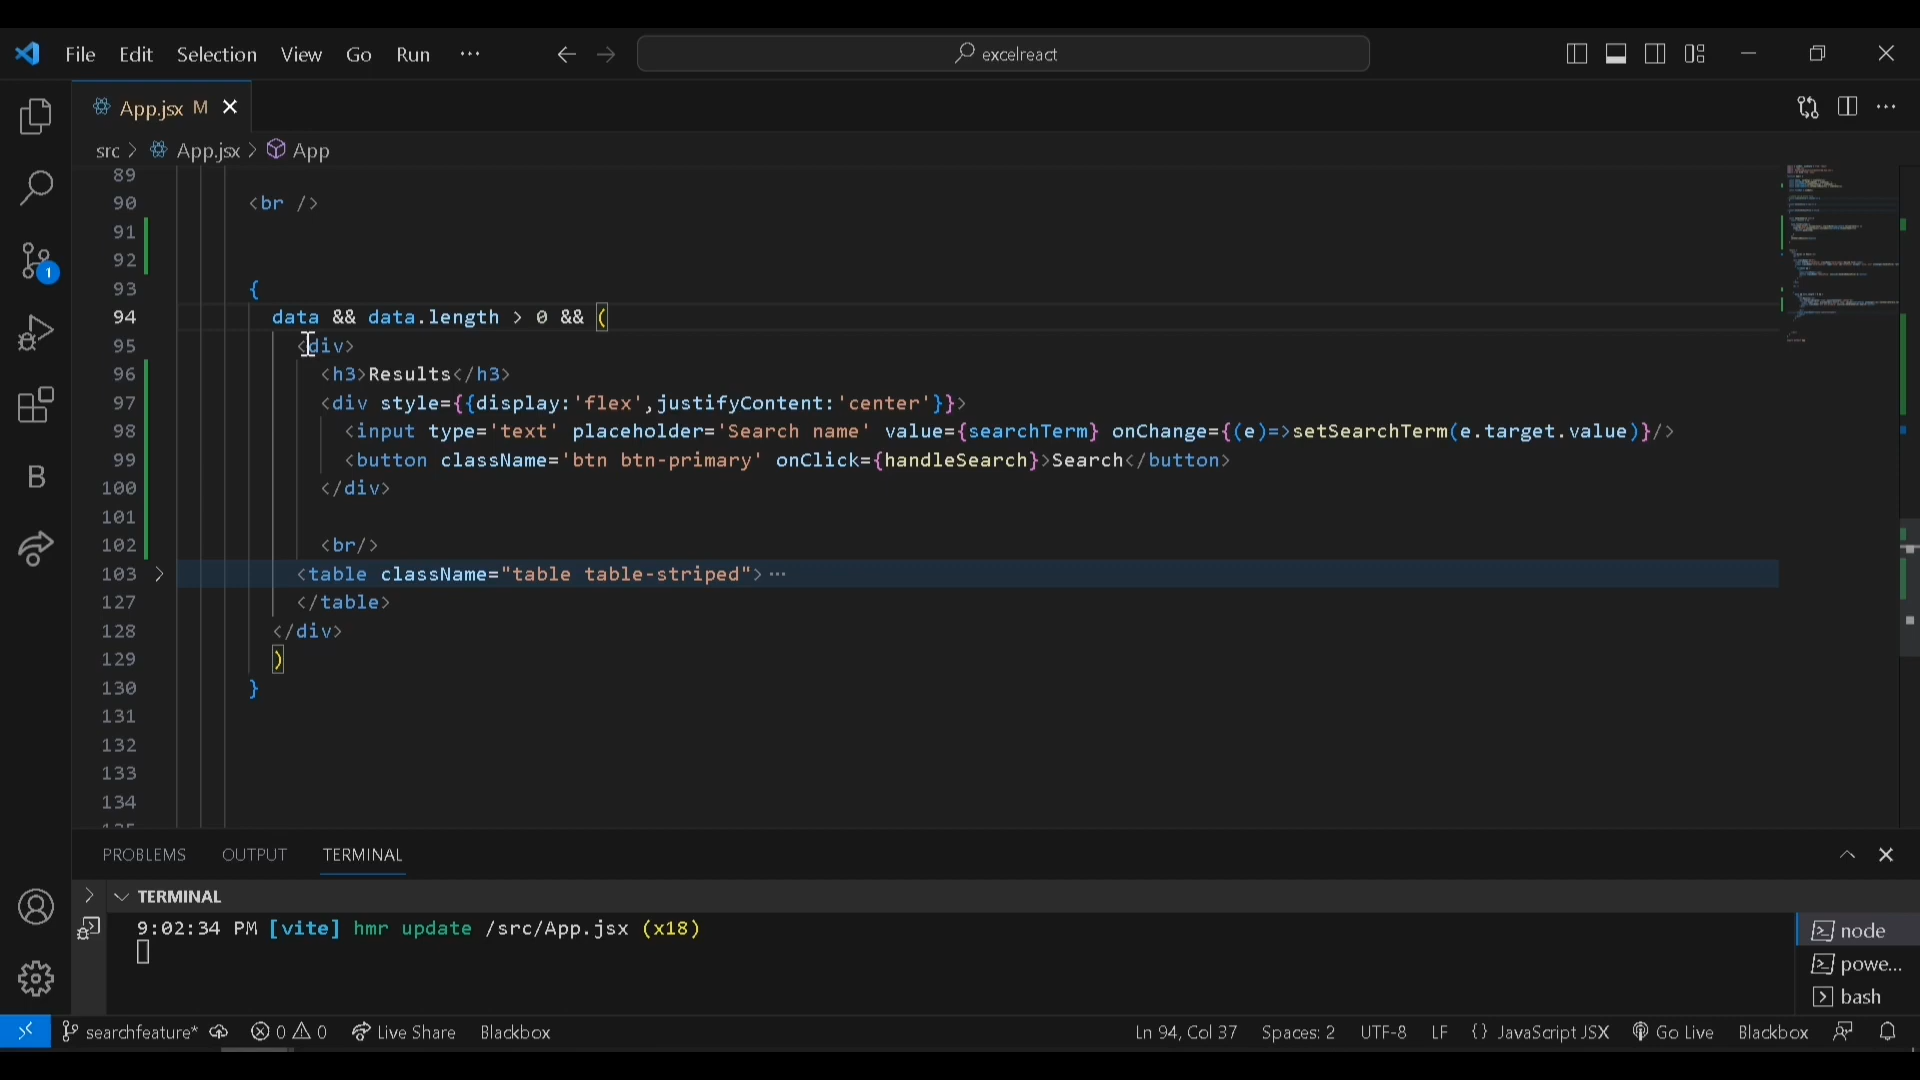 File Edit Selection View Go Run ··· excelreact
App.jsx M
src > App.jsx > App
89
90 <br />
91
92
93 {
94 data && data.length > 0 && (
95 <div>
96 <h3>Results</h3>
97 <div style={{display:'flex',justifyContent:'center'}}>
98 <input type='text' placeholder='Search name' value={searchTerm} onChange={(e)=>setSearchTerm(e.target.value)}/>
99 <button className='btn btn-primary' onClick={handleSearch}>Search</button>
100 </div>
101
102 <br/>
103 <table className="table table-striped"> ···
127 </table>
128 </div>
129 )
130 }
131
132
133
134
B
1
PROBLEMS OUTPUT TERMINAL
TERMINAL
9:02:34 PM [vite] hmr update /src/App.jsx (x18)
node
powe...
bash
searchfeature* 0 0 Live Share Blackbox Ln 94, Col 37 Spaces: 2 UTF-8 LF {} JavaScript JSX Go Live Blackbox